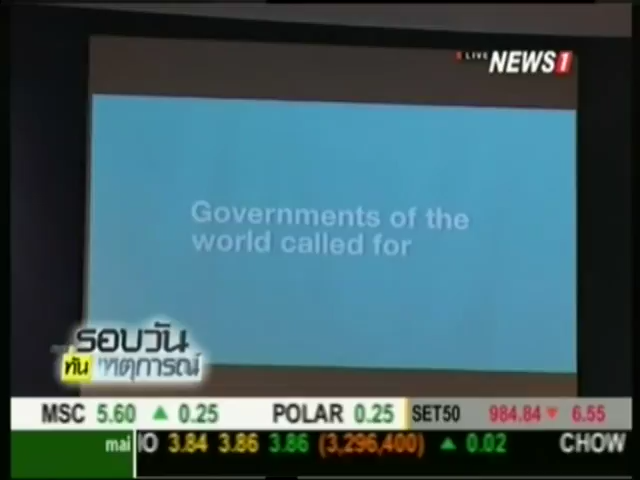 LIVE NEWS1
Governments of the
world called for
รอบวัน
ทัน เหตุการณ์
MSC 5.60 ▲ 0.25 POLAR 0.25 SET50 984.84 ▼ 6.55
mai IO 3.84 3.86 3.86 (3,296,400) ▲ 0.02 CHOW